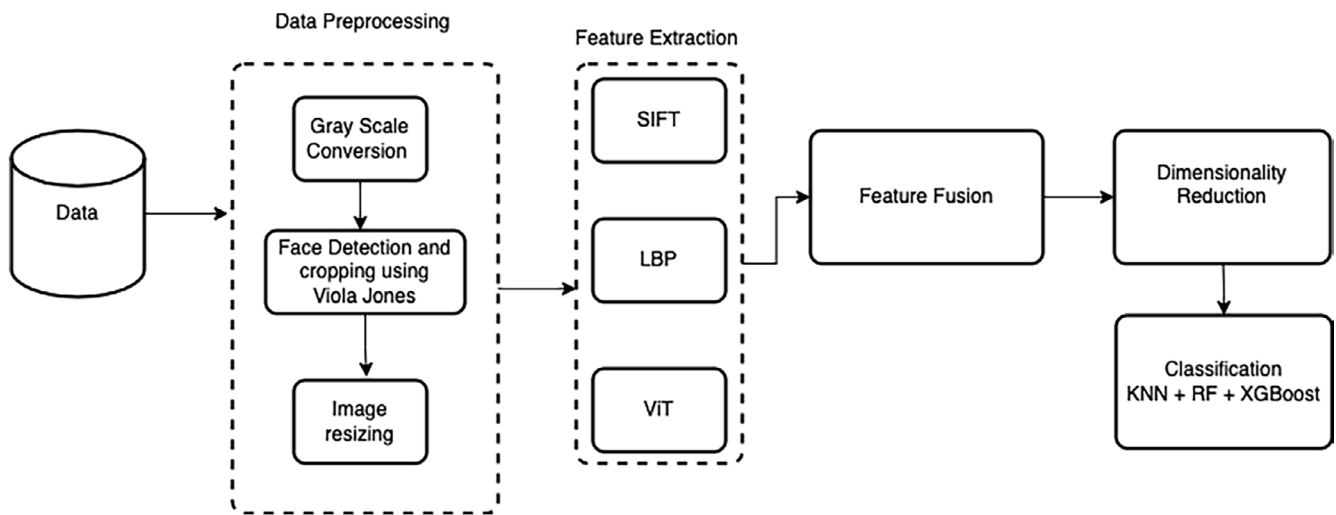 Data Preprocessing
Feature Extraction
Data
Gray Scale
Conversion
Face Detection and
cropping using
Viola Jones
Image
resizing
SIFT
LBP
ViT
Feature Fusion
Dimensionality
Reduction
Classification
KNN + RF + XGBoost